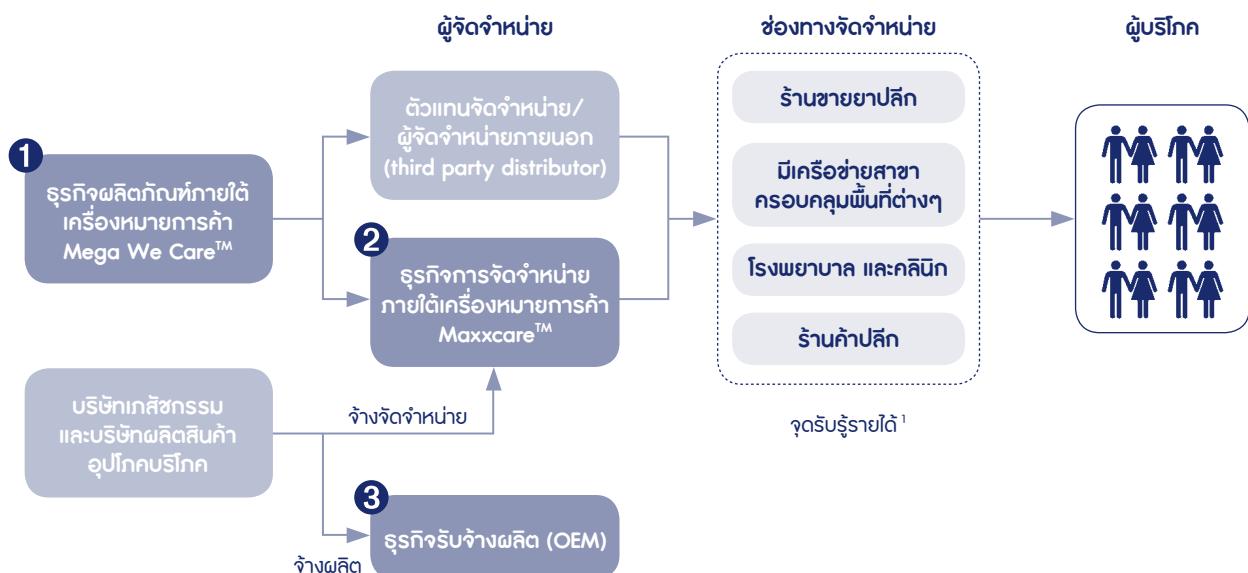 ผู้จัดจำหน่าย
ช่องทางจัดจำหน่าย
ผู้บริโภค
1
ธุรกิจผลิตภัณฑ์ภายใต้
เครื่องหมายการค้า
Mega We Care™
ตัวแทนจัดจำหน่าย/
ผู้จัดจำหน่ายภายนอก
(third party distributor)
2
ธุรกิจการจัดจำหน่าย
ภายใต้เครื่องหมายการค้า
Maxxcare™
ร้านขายยาปลีก
มีเครือข่ายสาขา
ครอบคลุมพื้นที่ต่างๆ
โรงพยาบาล และคลินิก
ร้านค้าปลีก
จุดรับรู้รายได้ ¹
บริษัทเภสัชกรรม
และบริษัทผลิตสินค้า
อุปโภคบริโภค
จ้างจัดจำหน่าย
3
ธุรกิจรับจ้างผลิต (OEM)
จ้างผลิต